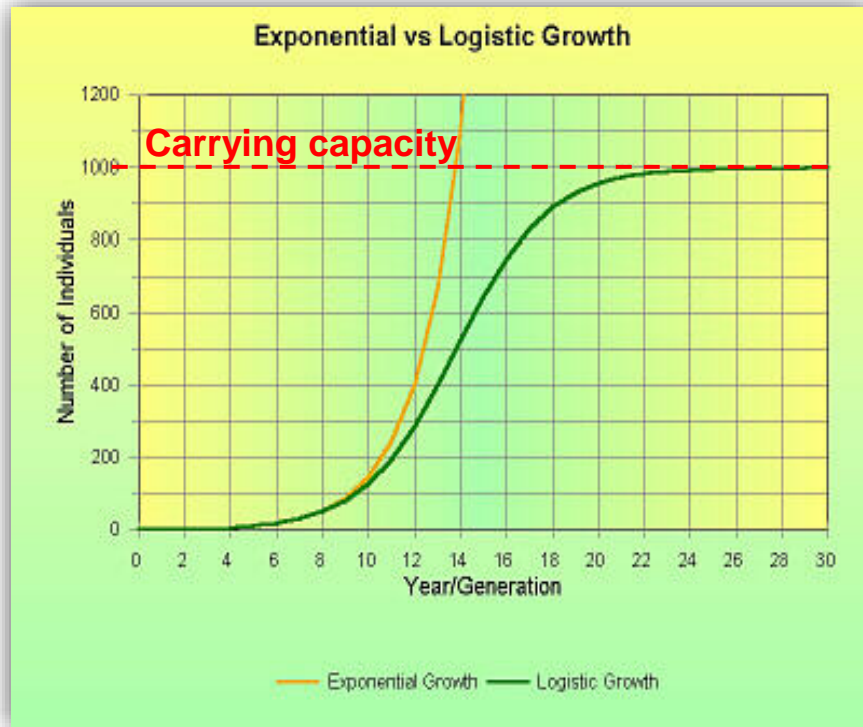 Exponential vs Logistic Growth
1200
Carrying capacity
1000
800
600
400
200
0
Number of Individuals
0 2 4 6 8 10 12 14 16 18 20 22 24 26 28 30
Year/Generation
Exponential Growth Logistic Growth